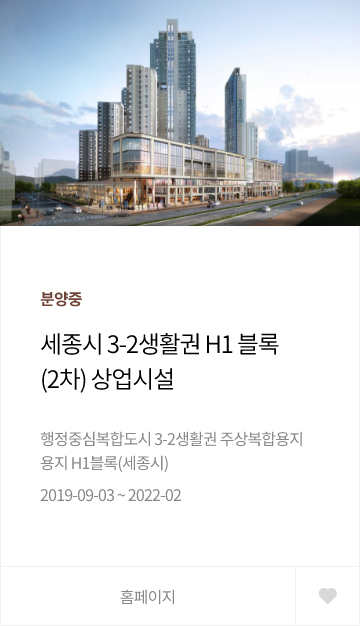 분양중
세종시 3-2생활권 H1 블록
(2차) 상업시설
행정중심복합도시 3-2생활권 주상복합용지
용지 H1블록(세종시)
2019-09-03 ~ 2022-02
홈페이지